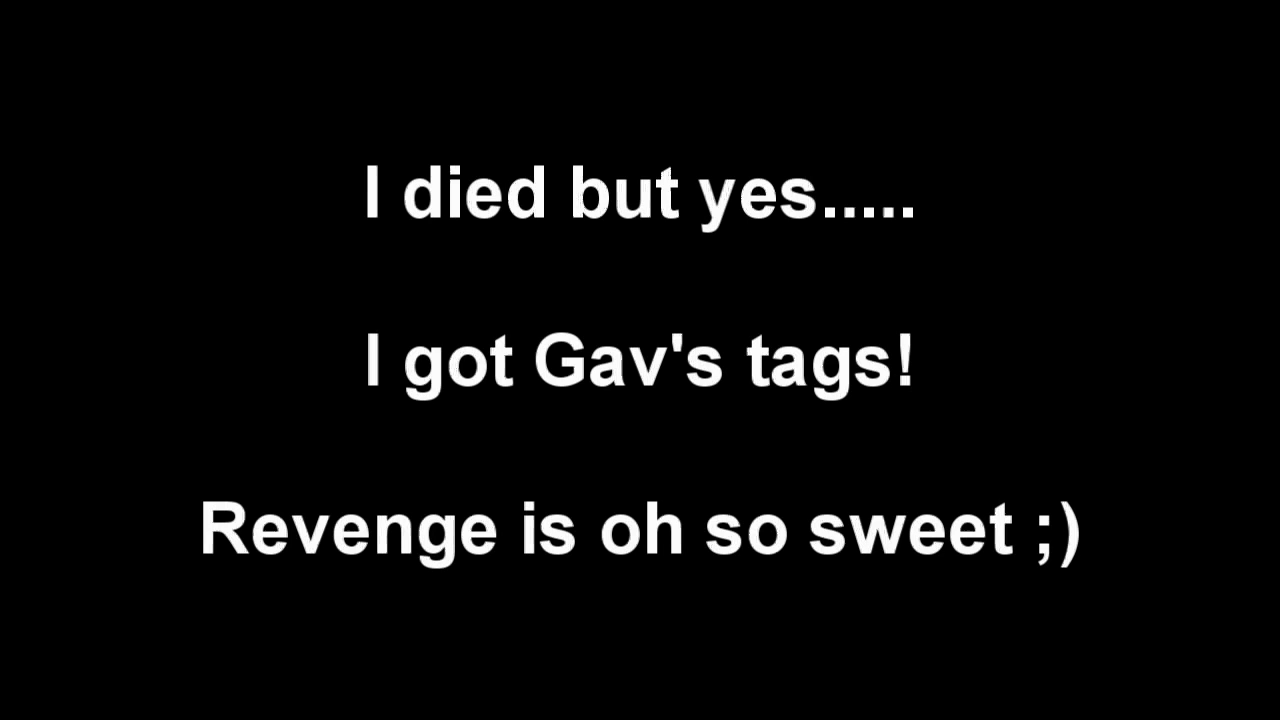 I died but yes.....
I got Gav's tags!
Revenge is oh so sweet ;)